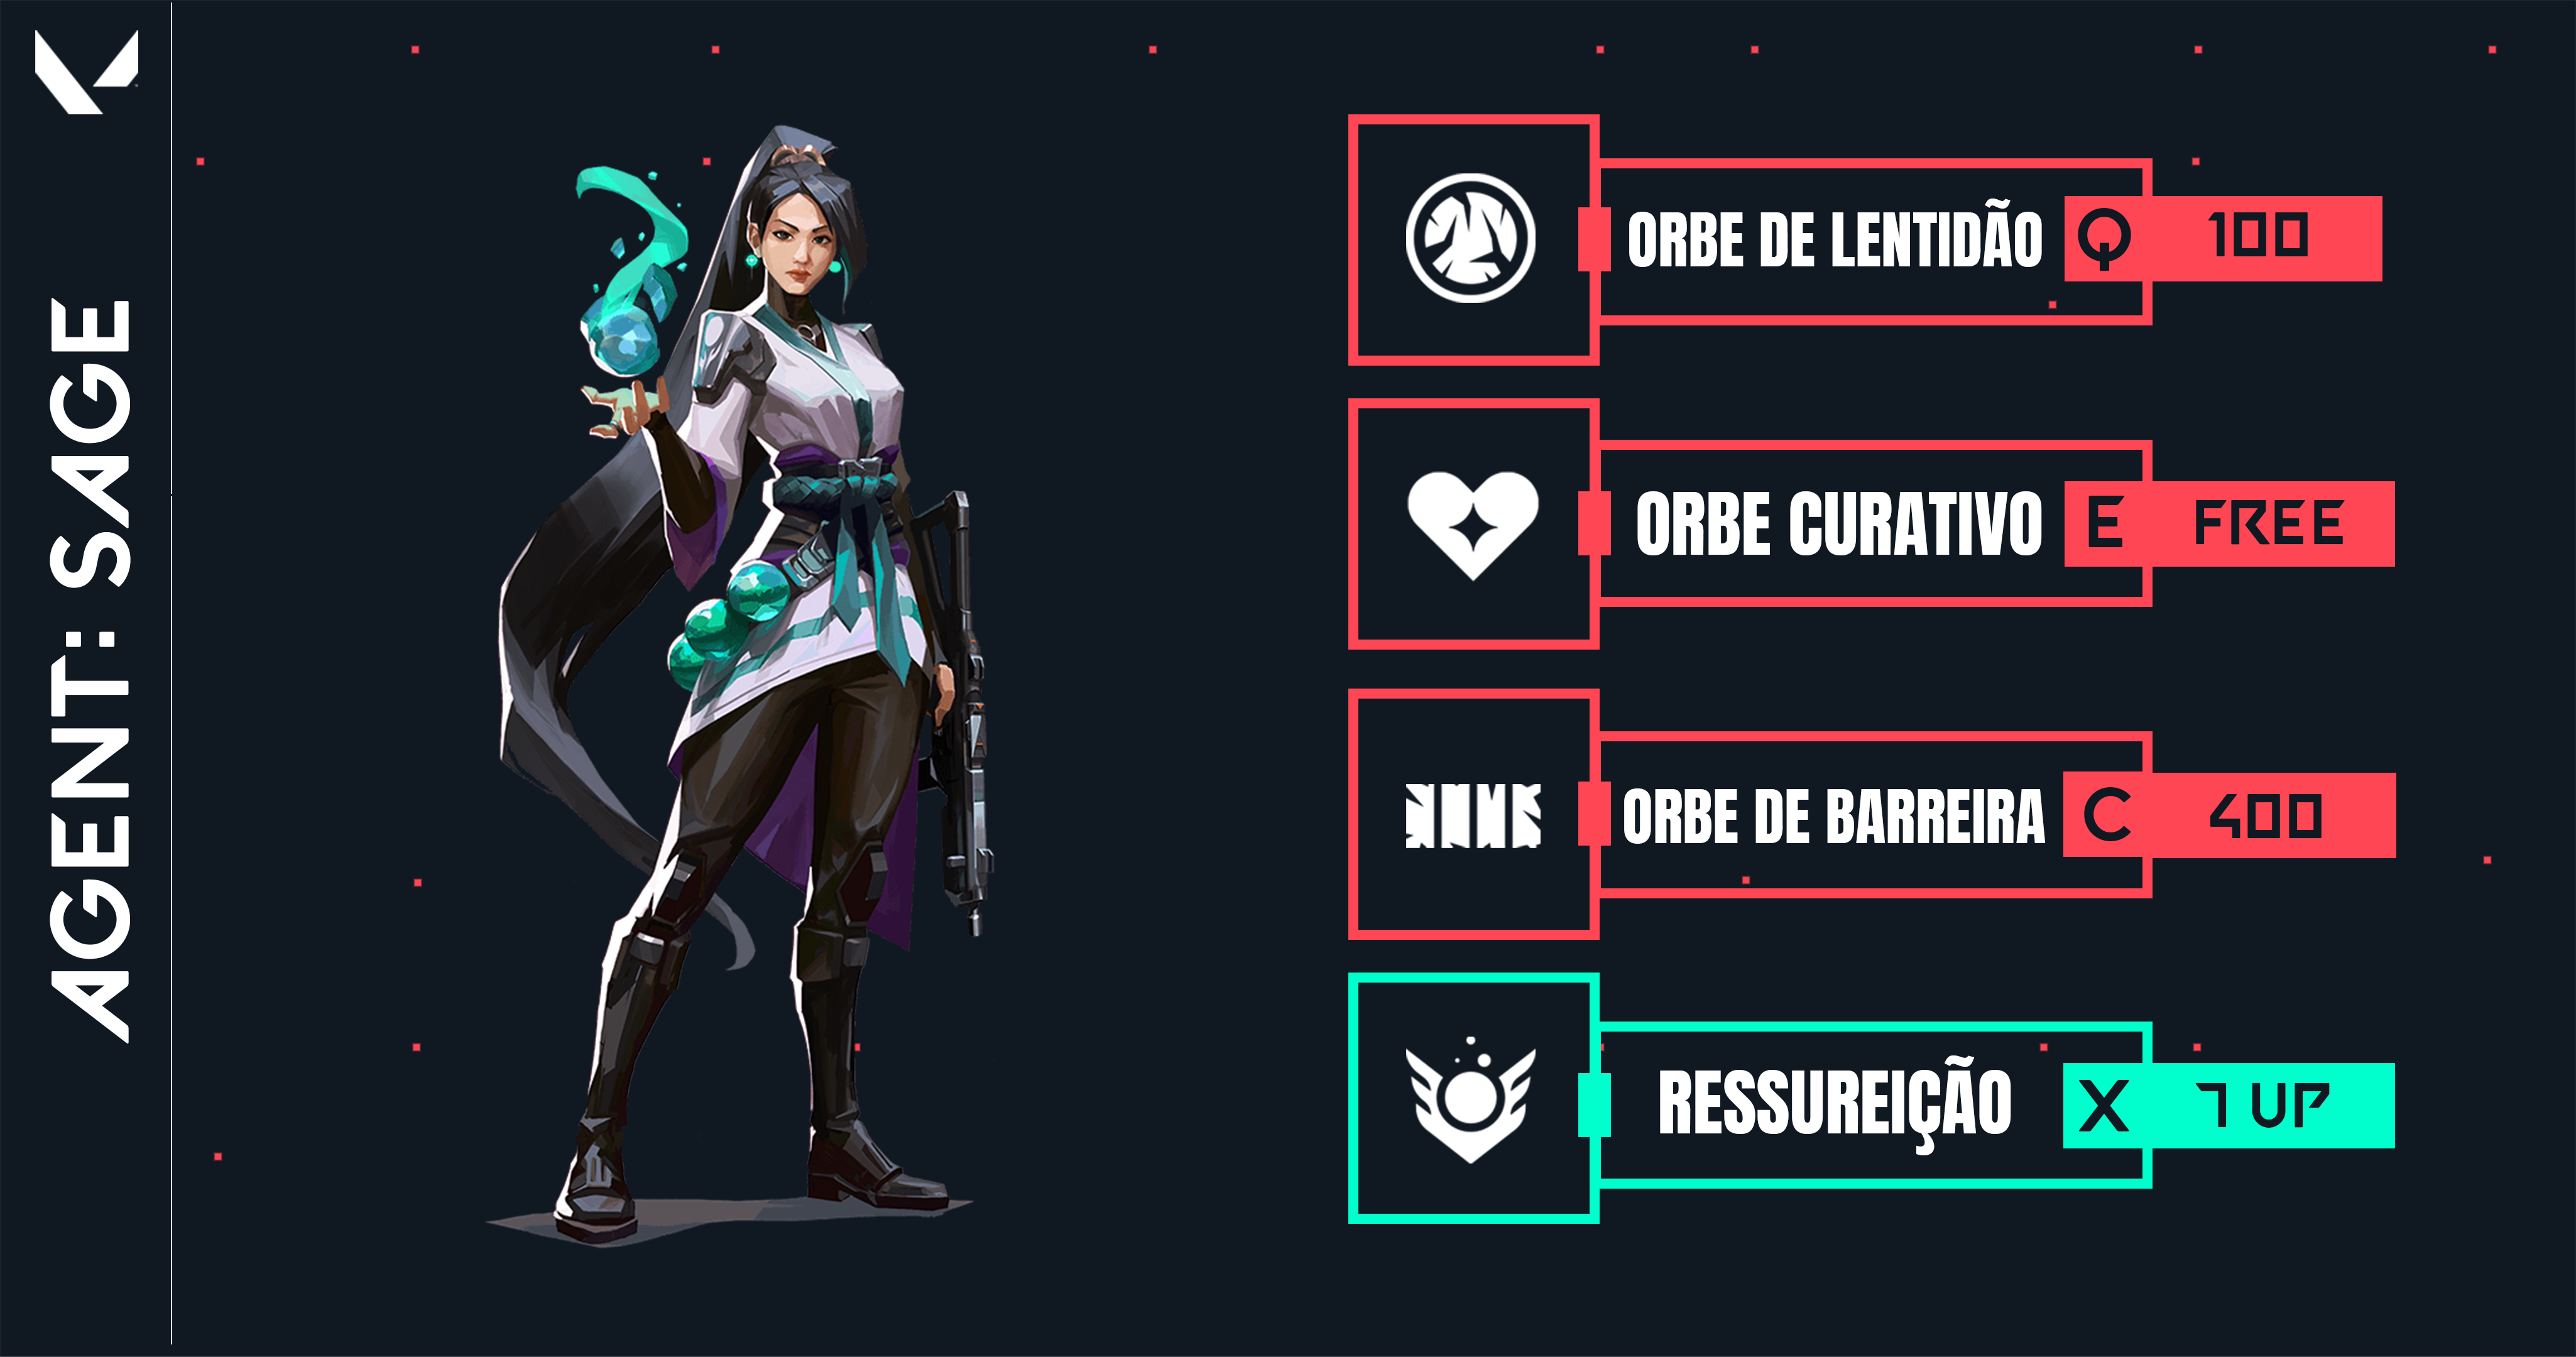 AGENT: SAGE
ORBE DE LENTIDÃO Q 100
ORBE CURATIVO E FREE
ORBE DE BARREIRA C 400
RESSUREIÇÃO X 7 UP